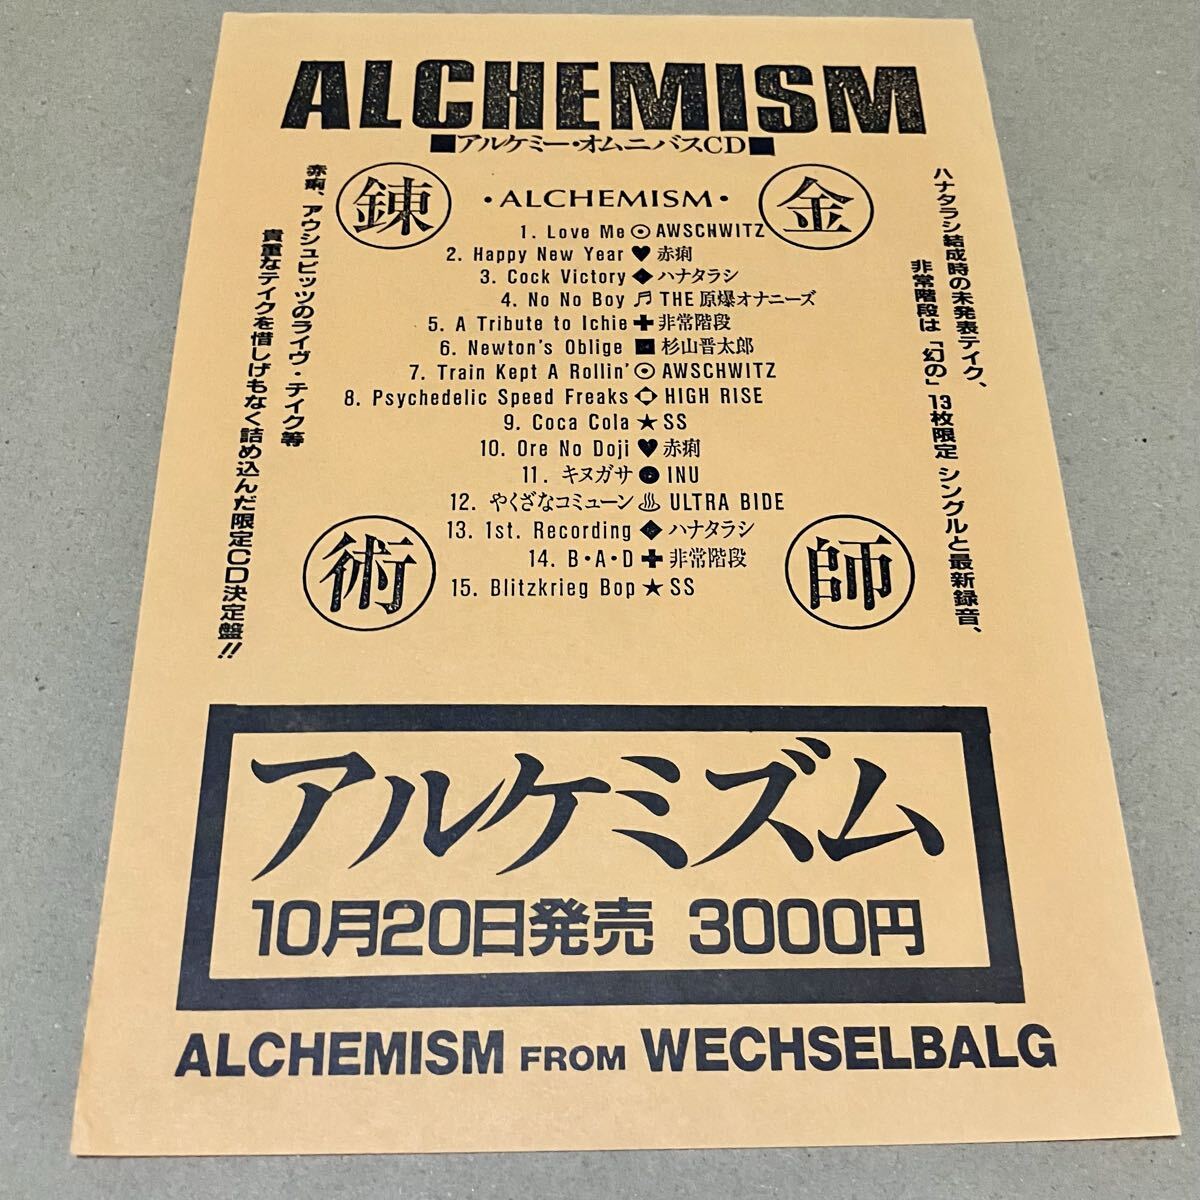 ALCHEMISM
■アルケミー・オムニバスCD■
錬
金
術
師
ハナタラシ結成時の未発表テイク、
非常階段は「幻の」13枚限定シングルと最新録音、
赤痢、アウシュビッツのライヴ・テイク等
貴重なテイクを惜しげもなく詰め込んだ限定CD決定盤!!
・ALCHEMISM・
1. Love Me ⊙ AWSCHWITZ
2. Happy New Year ♥ 赤痢
3. Cock Victory ◆ ハナタラシ
4. No No Boy ♬ THE 原爆オナニーズ
5. A Tribute to Ichie ✚ 非常階段
6. Newton's Oblige ■ 杉山晋太郎
7. Train Kept A Rollin' ⊙ AWSCHWITZ
8. Psychedelic Speed Freaks HIGH RISE
9. Coca Cola ★ SS
10. Ore No Doji ♥ 赤痢
11. キヌガサ INU
12. やくざなコミューン ♨ ULTRA BIDE
13. 1st. Recording ◆ ハナタラシ
14. B・A・D ✚ 非常階段
15. Blitzkrieg Bop ★ SS
アルケミズム
10月20日発売 3000円
ALCHEMISM FROM WECHSELBALG